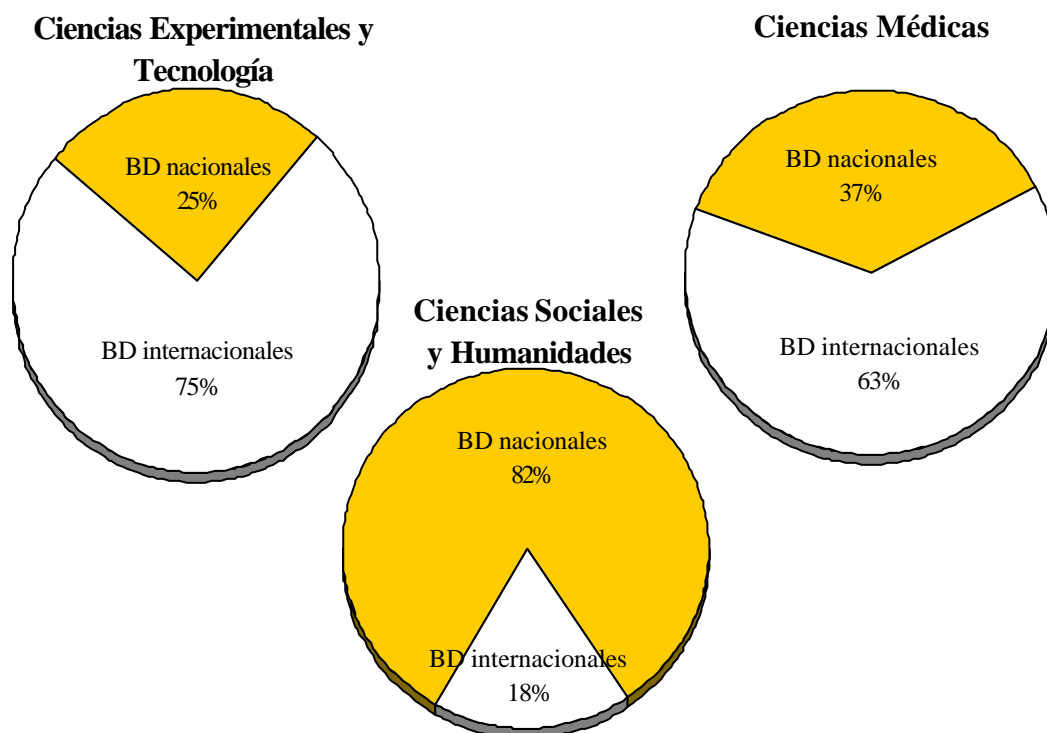 Ciencias Experimentales y
Tecnología
BD nacionales
25%
BD internacionales
75%
Ciencias Médicas
BD nacionales
37%
BD internacionales
63%
Ciencias Sociales
y Humanidades
BD nacionales
82%
BD internacionales
18%